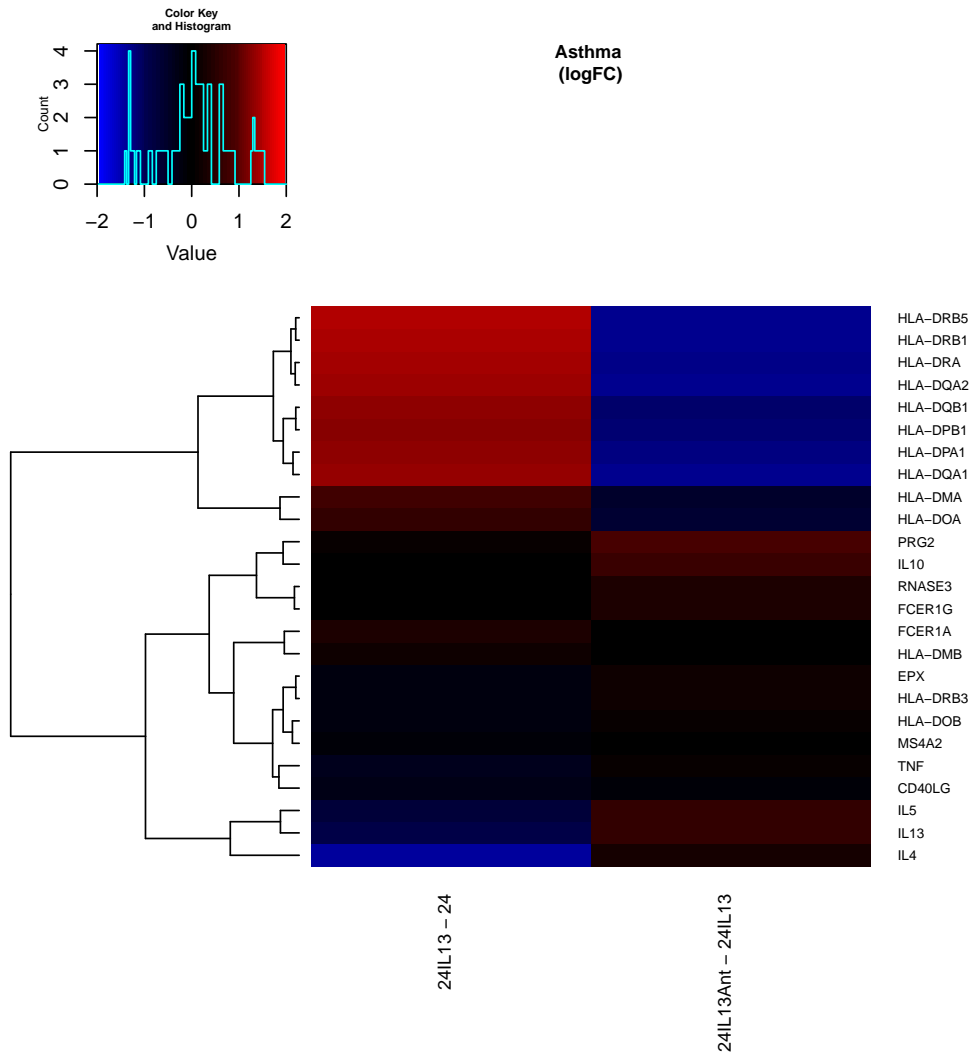 Color Key
and Histogram
Asthma
(logFC)
Count
0
1
2
3
4
−2
−1
0
1
2
Value
HLA−DRB5
HLA−DRB1
HLA−DRA
HLA−DQA2
HLA−DQB1
HLA−DPB1
HLA−DPA1
HLA−DQA1
HLA−DMA
HLA−DOA
PRG2
IL10
RNASE3
FCER1G
FCER1A
HLA−DMB
EPX
HLA−DRB3
HLA−DOB
MS4A2
TNF
CD40LG
IL5
IL13
IL4
24IL13 − 24
24IL13Ant − 24IL13